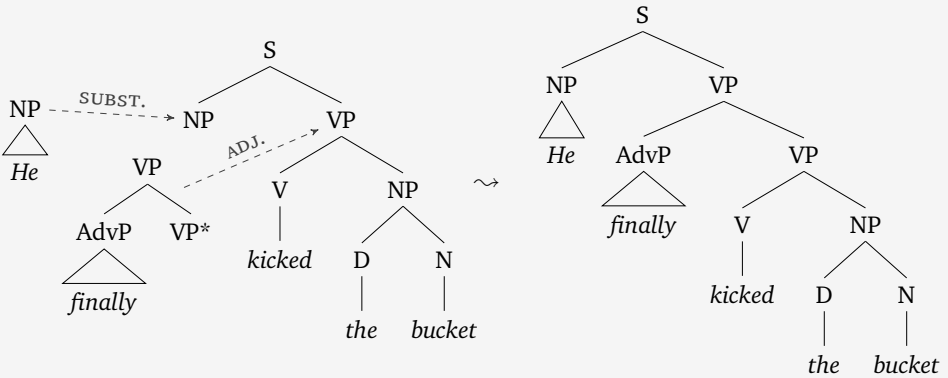 S
S
NP VP
NP SUBST. NP VP
He ADJ. He AdvP VP
VP V NP finally V NP
AdvP VP* kicked D N kicked D N
finally the bucket the bucket